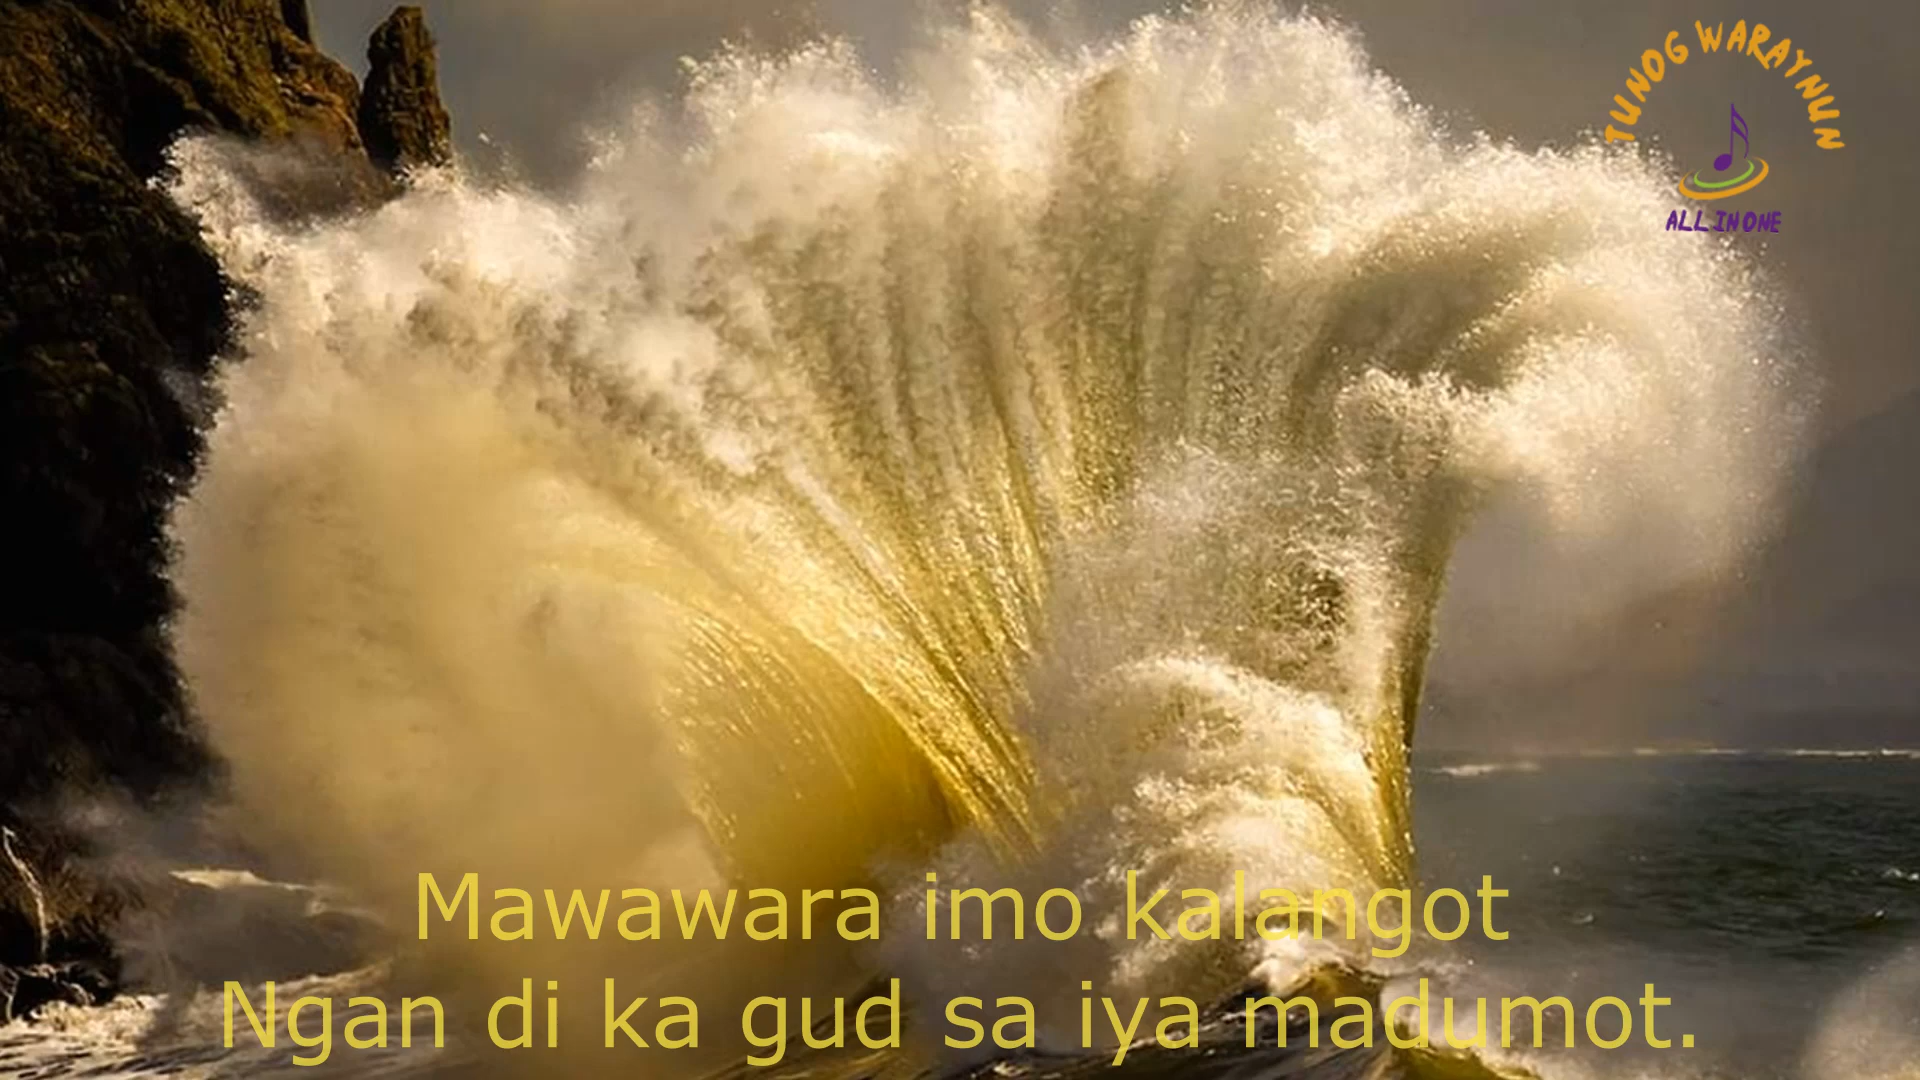 TUNOG WARAYNUN
ALL IN ONE
Mawawara imo kalangot
Ngan di ka gud sa iya madumot.